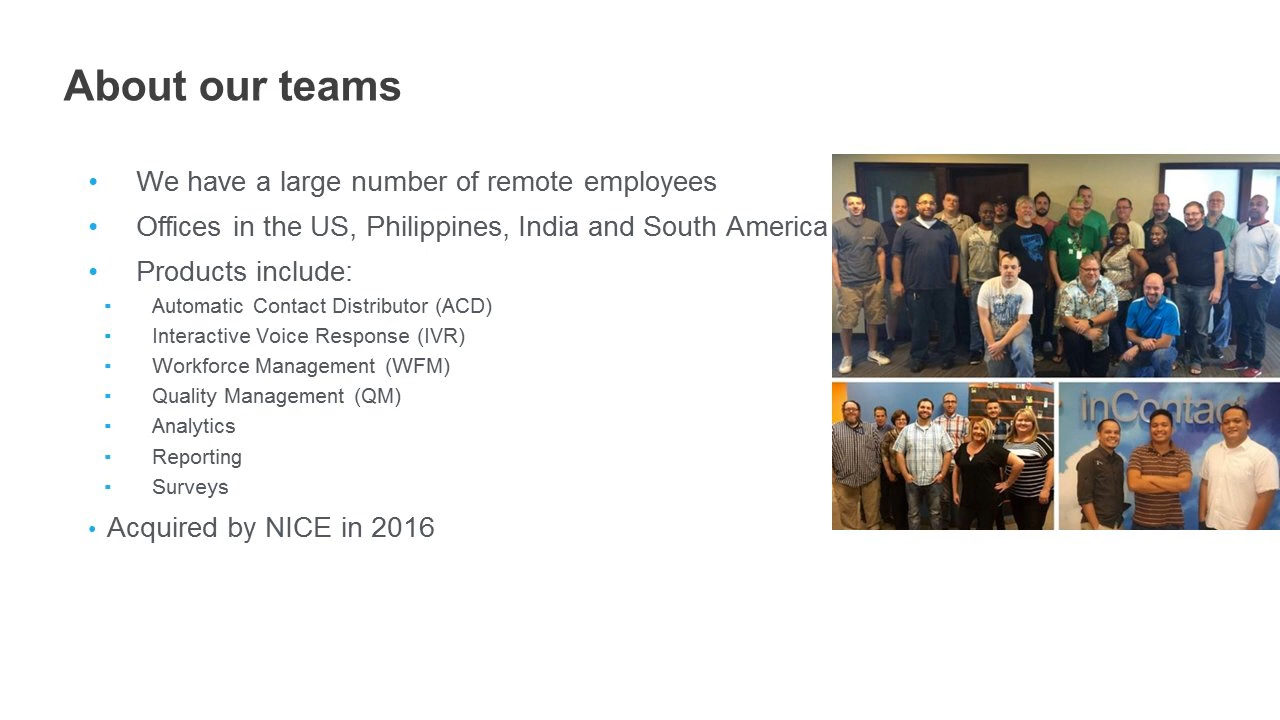 About our teams
• We have a large number of remote employees
• Offices in the US, Philippines, India and South America
• Products include:
▪ Automatic Contact Distributor (ACD)
▪ Interactive Voice Response (IVR)
▪ Workforce Management (WFM)
▪ Quality Management (QM)
▪ Analytics
▪ Reporting
▪ Surveys
• Acquired by NICE in 2016
inContact